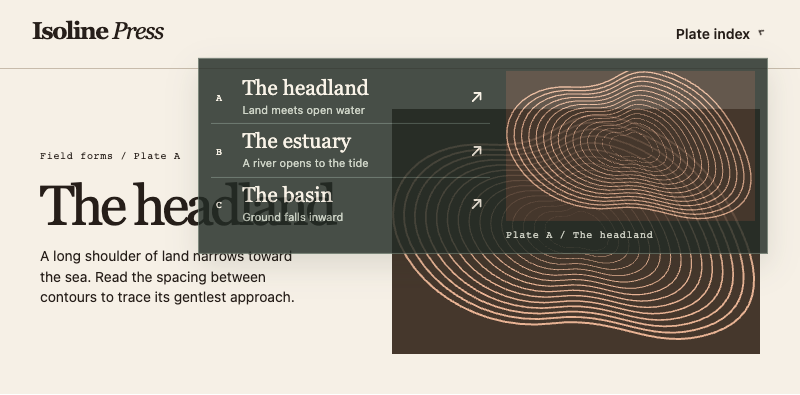 Isoline Press
Plate index
A
The headland
Land meets open water
B
The estuary
A river opens to the tide
C
The basin
Ground falls inward
Plate A / The headland
Field forms / Plate A
The headland
A long shoulder of land narrows toward
the sea. Read the spacing between
contours to trace its gentlest approach.